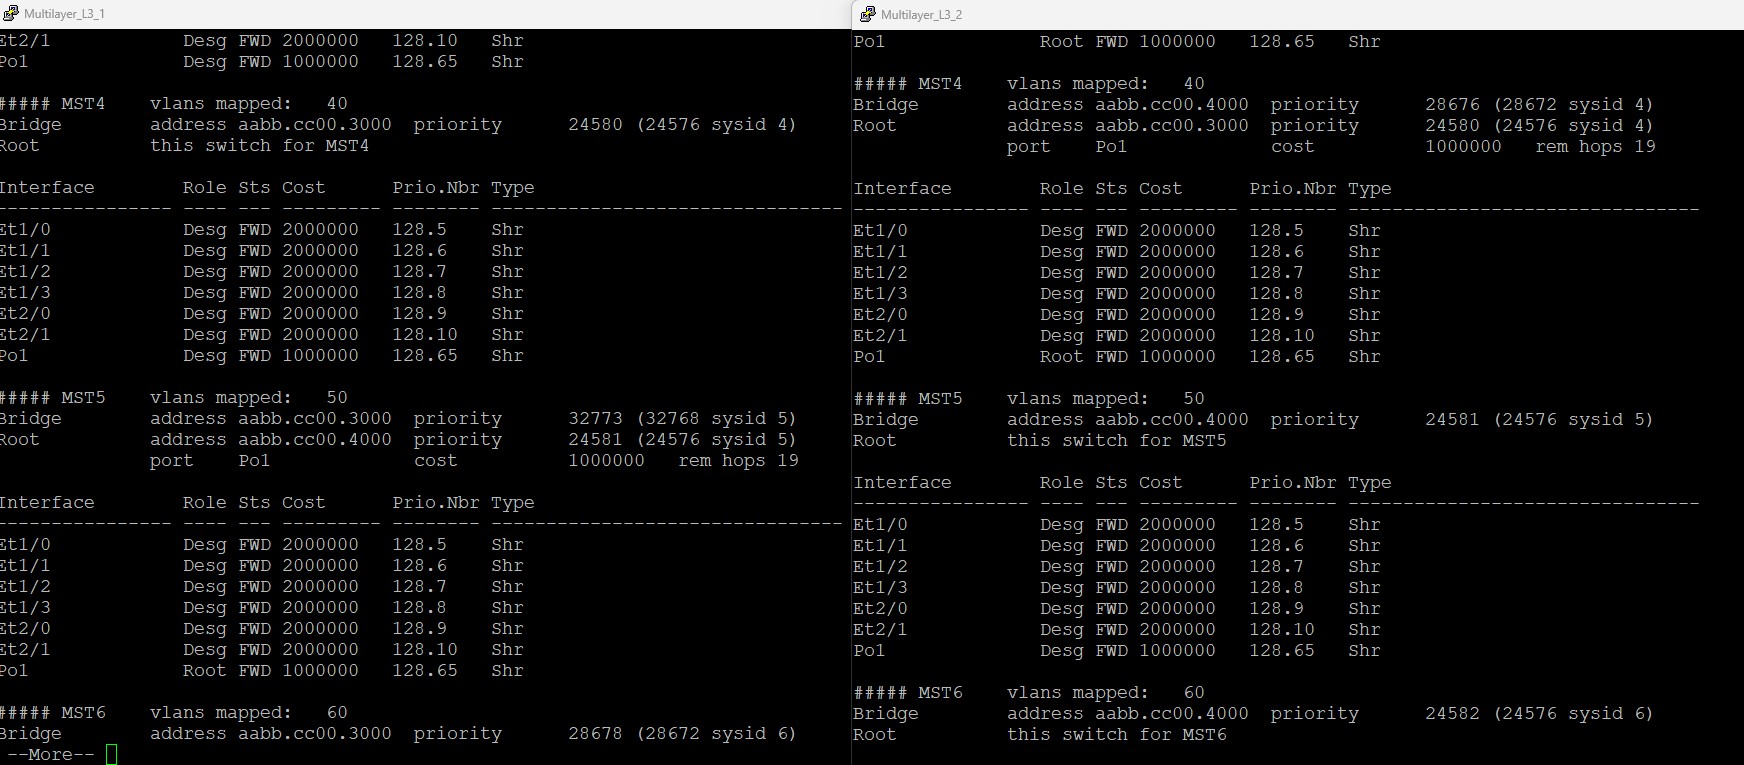 Multilayer_L3_1
Et2/1 Desg FWD 2000000 128.10 Shr
Po1 Desg FWD 1000000 128.65 Shr
##### MST4 vlans mapped: 40
Bridge address aabb.cc00.3000 priority 24580 (24576 sysid 4)
Root this switch for MST4
Interface Role Sts Cost Prio.Nbr Type
---------------- ---- --- --------- -------- --------------------------------
Et1/0 Desg FWD 2000000 128.5 Shr
Et1/1 Desg FWD 2000000 128.6 Shr
Et1/2 Desg FWD 2000000 128.7 Shr
Et1/3 Desg FWD 2000000 128.8 Shr
Et2/0 Desg FWD 2000000 128.9 Shr
Et2/1 Desg FWD 2000000 128.10 Shr
Po1 Desg FWD 1000000 128.65 Shr
##### MST5 vlans mapped: 50
Bridge address aabb.cc00.3000 priority 32773 (32768 sysid 5)
Root address aabb.cc00.4000 priority 24581 (24576 sysid 5)
port Po1 cost 1000000 rem hops 19
Interface Role Sts Cost Prio.Nbr Type
---------------- ---- --- --------- -------- --------------------------------
Et1/0 Desg FWD 2000000 128.5 Shr
Et1/1 Desg FWD 2000000 128.6 Shr
Et1/2 Desg FWD 2000000 128.7 Shr
Et1/3 Desg FWD 2000000 128.8 Shr
Et2/0 Desg FWD 2000000 128.9 Shr
Et2/1 Desg FWD 2000000 128.10 Shr
Po1 Root FWD 1000000 128.65 Shr
##### MST6 vlans mapped: 60
Bridge address aabb.cc00.3000 priority 28678 (28672 sysid 6)
--More--
Multilayer_L3_2
Po1 Root FWD 1000000 128.65 Shr
##### MST4 vlans mapped: 40
Bridge address aabb.cc00.4000 priority 28676 (28672 sysid 4)
Root address aabb.cc00.3000 priority 24580 (24576 sysid 4)
port Po1 cost 1000000 rem hops 19
Interface Role Sts Cost Prio.Nbr Type
---------------- ---- --- --------- -------- --------------------------------
Et1/0 Desg FWD 2000000 128.5 Shr
Et1/1 Desg FWD 2000000 128.6 Shr
Et1/2 Desg FWD 2000000 128.7 Shr
Et1/3 Desg FWD 2000000 128.8 Shr
Et2/0 Desg FWD 2000000 128.9 Shr
Et2/1 Desg FWD 2000000 128.10 Shr
Po1 Root FWD 1000000 128.65 Shr
##### MST5 vlans mapped: 50
Bridge address aabb.cc00.4000 priority 24581 (24576 sysid 5)
Root this switch for MST5
Interface Role Sts Cost Prio.Nbr Type
---------------- ---- --- --------- -------- --------------------------------
Et1/0 Desg FWD 2000000 128.5 Shr
Et1/1 Desg FWD 2000000 128.6 Shr
Et1/2 Desg FWD 2000000 128.7 Shr
Et1/3 Desg FWD 2000000 128.8 Shr
Et2/0 Desg FWD 2000000 128.9 Shr
Et2/1 Desg FWD 2000000 128.10 Shr
Po1 Desg FWD 1000000 128.65 Shr
##### MST6 vlans mapped: 60
Bridge address aabb.cc00.4000 priority 24582 (24576 sysid 6)
Root this switch for MST6